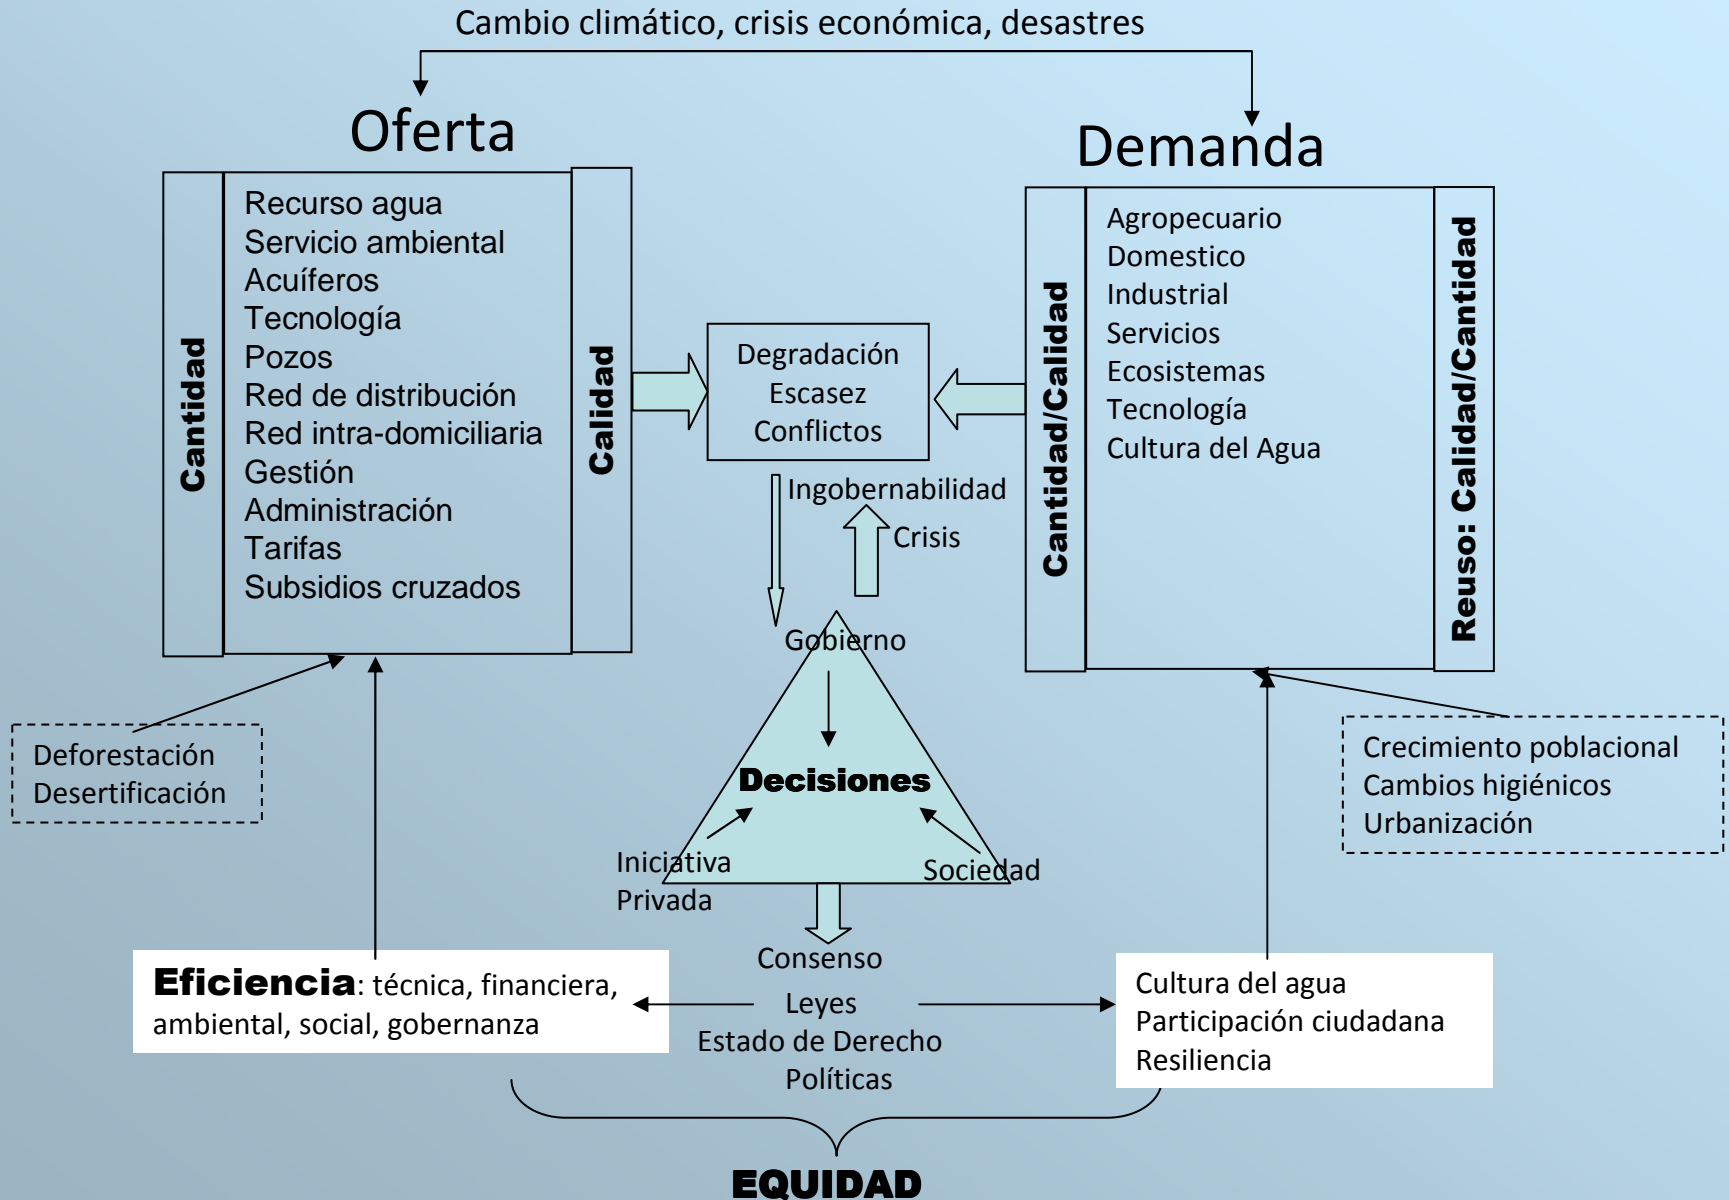 Cambio climático, crisis económica, desastres
Oferta
Demanda
Cantidad
Recurso agua
Servicio ambiental
Acuíferos
Tecnología
Pozos
Red de distribución
Red intra-domiciliaria
Gestión
Administración
Tarifas
Subsidios cruzados
Calidad
Degradación
Escasez
Conflictos
Cantidad/Calidad
Agropecuario
Domestico
Industrial
Servicios
Ecosistemas
Tecnología
Cultura del Agua
Reuso: Calidad/Cantidad
Ingobernabilidad
Crisis
Gobierno
Decisiones
Iniciativa
Privada
Sociedad
Deforestación
Desertificación
Crecimiento poblacional
Cambios higiénicos
Urbanización
Eficiencia: técnica, financiera,
ambiental, social, gobernanza
Consenso
Leyes
Estado de Derecho
Políticas
Cultura del agua
Participación ciudadana
Resiliencia
EQUIDAD